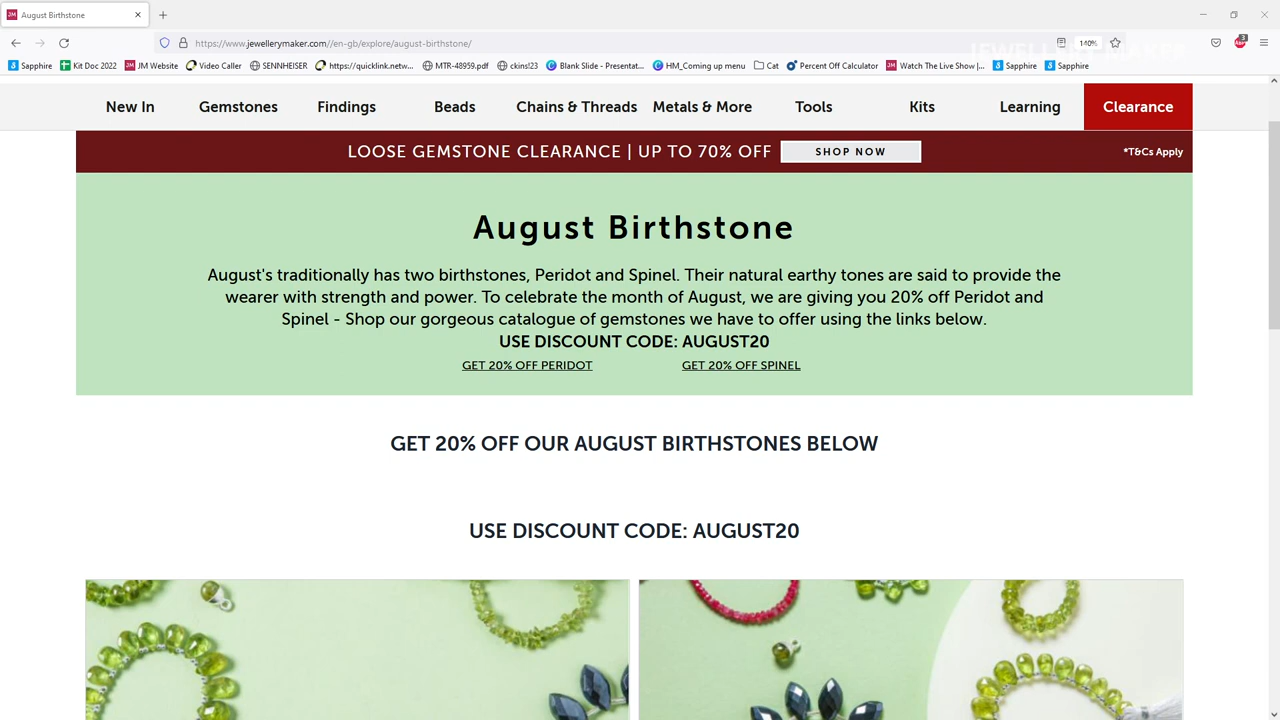 August Birthstone
https://www.jewellerymaker.com//en-gb/explore/august-birthstone/
140%
3
JEWELLERY MAKER
Sapphire
Kit Doc 2022
JM Website
Video Caller
SENNHEISER
https://quicklink.netw...
MTR-48959.pdf
ckins!23
Blank Slide - Presentat...
HM_Coming up menu
Cat
Percent Off Calculator
Watch The Live Show |...
Sapphire
Sapphire
New In
Gemstones
Findings
Beads
Chains & Threads
Metals & More
Tools
Kits
Learning
Clearance
LOOSE GEMSTONE CLEARANCE | UP TO 70% OFF
SHOP NOW
*T&Cs Apply
August Birthstone
August's traditionally has two birthstones, Peridot and Spinel. Their natural earthy tones are said to provide the
wearer with strength and power. To celebrate the month of August, we are giving you 20% off Peridot and
Spinel - Shop our gorgeous catalogue of gemstones we have to offer using the links below.
USE DISCOUNT CODE: AUGUST20
GET 20% OFF PERIDOT
GET 20% OFF SPINEL
GET 20% OFF OUR AUGUST BIRTHSTONES BELOW
USE DISCOUNT CODE: AUGUST20